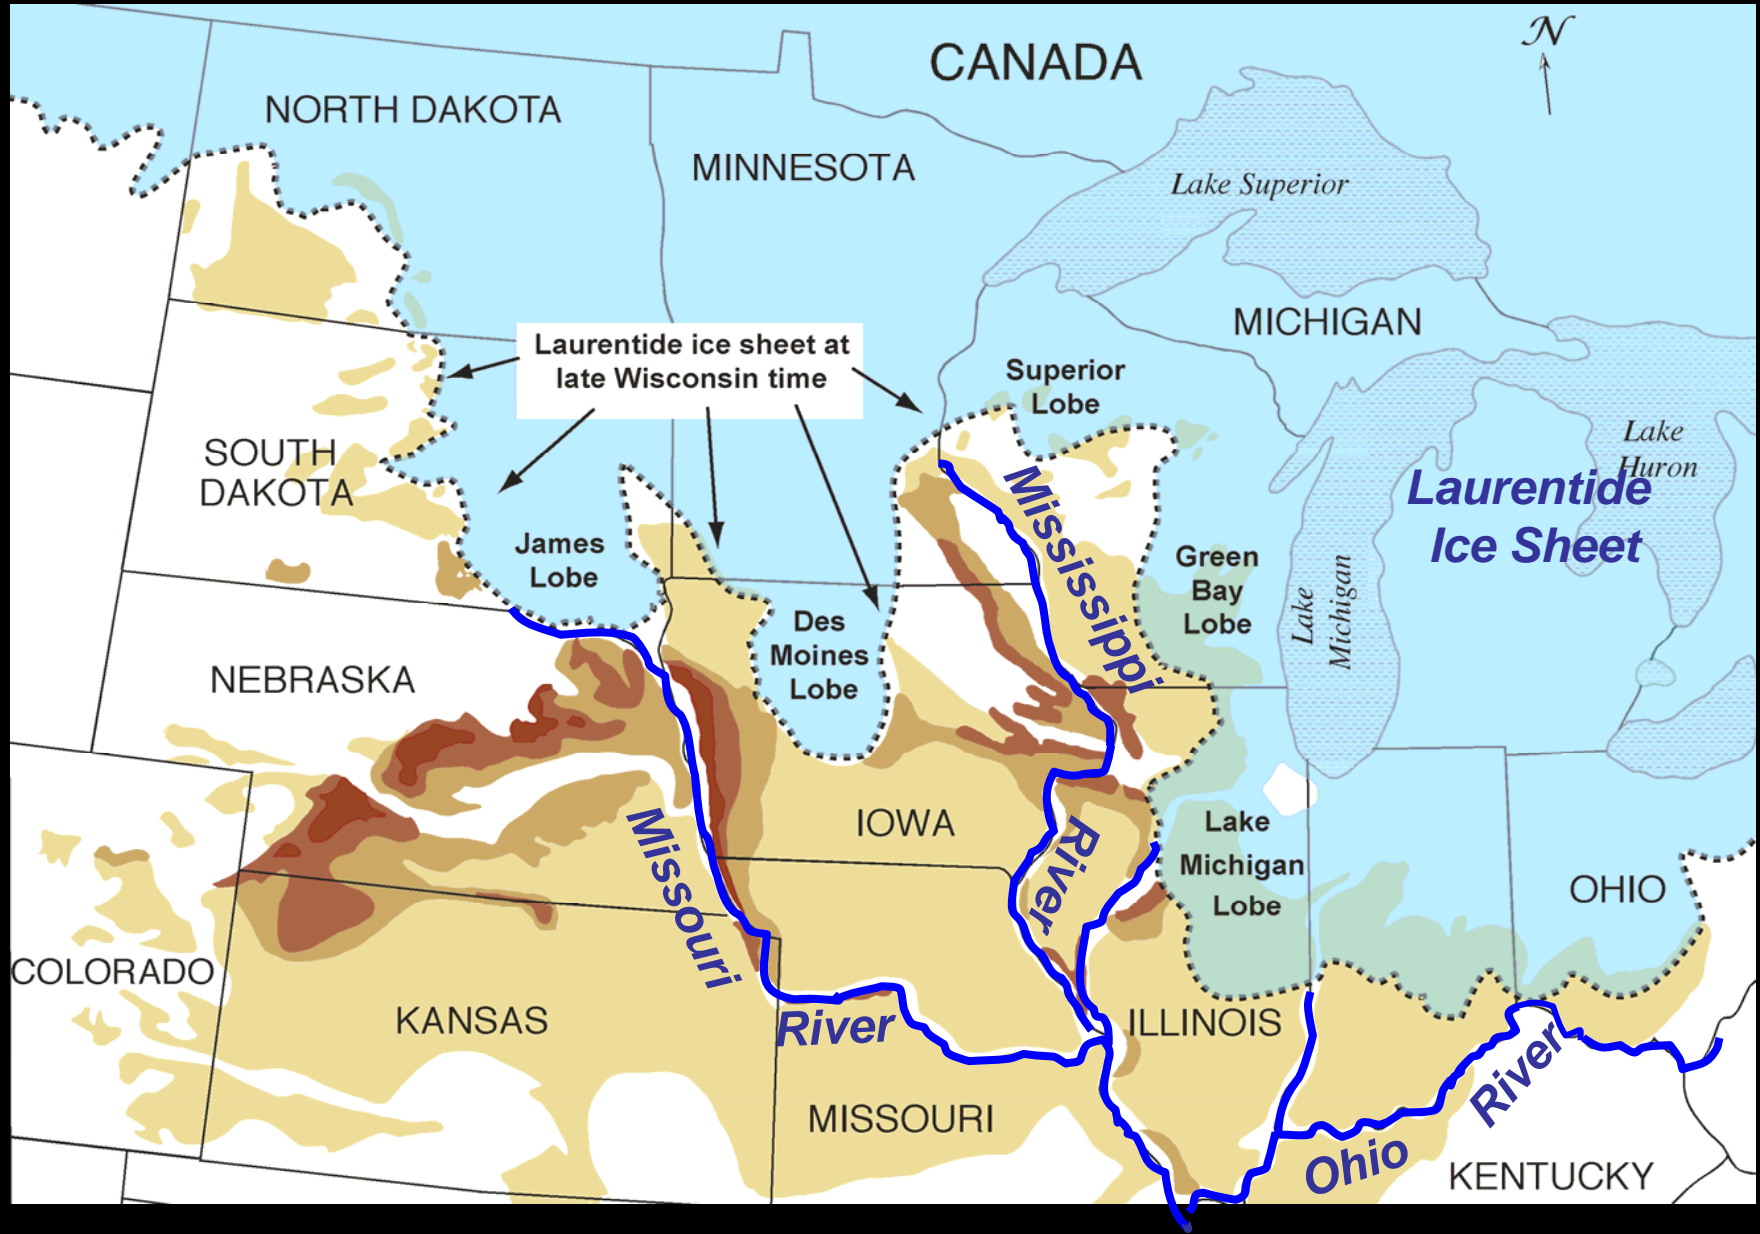 CANADA
N
NORTH DAKOTA
MINNESOTA
Lake Superior
MICHIGAN
Laurentide ice sheet at
late Wisconsin time
Superior
Lobe
Lake
Huron
SOUTH
DAKOTA
Laurentide
Ice Sheet
James
Lobe
Mississippi
River
Green
Bay
Lobe
Lake
Michigan
Des
Moines
Lobe
NEBRASKA
IOWA
Lake
Michigan
Lobe
OHIO
Missouri
River
COLORADO
KANSAS
ILLINOIS
MISSOURI
Ohio
River
KENTUCKY